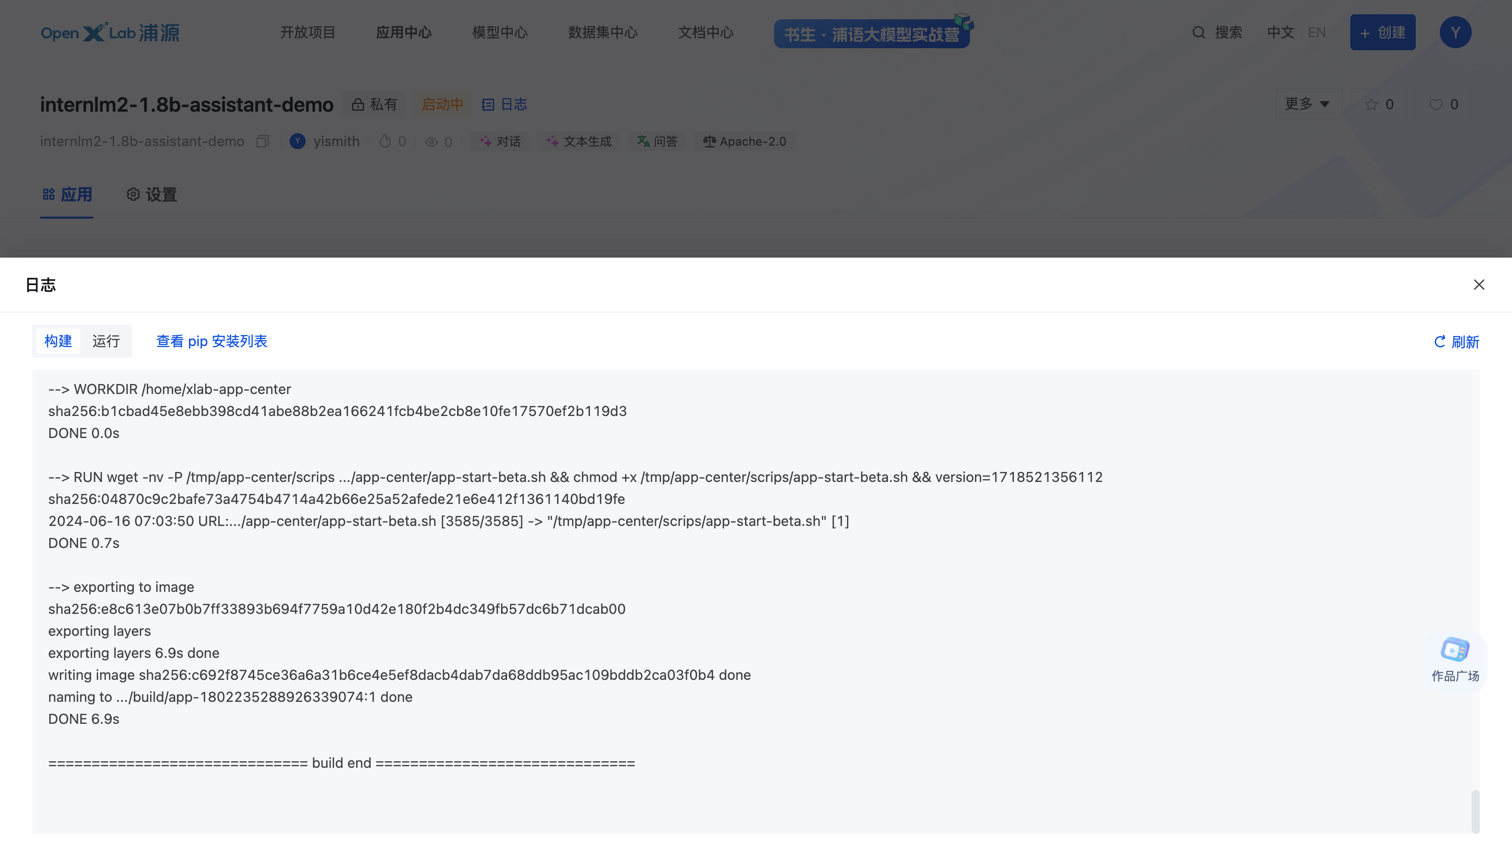 Open X Lab 浦源 开放项目 应用中心 模型中心 数据集中心 文档中心 书生·浦语大模型实战营 搜索 中文 EN + 创建 Y
internlm2-1.8b-assistant-demo 私有 启动中 日志 更多 0 0
internlm2-1.8b-assistant-demo Y yismith 0 0 对话 文本生成 问答 Apache-2.0
应用 设置
日志
构建 运行 查看 pip 安装列表 刷新
--> WORKDIR /home/xlab-app-center
sha256:b1cbad45e8ebb398cd41abe88b2ea166241fcb4be2cb8e10fe17570ef2b119d3
DONE 0.0s
--> RUN wget -nv -P /tmp/app-center/scrips .../app-center/app-start-beta.sh && chmod +x /tmp/app-center/scrips/app-start-beta.sh && version=1718521356112
sha256:04870c9c2bafe73a4754b4714a42b66e25a52afede21e6e412f1361140bd19fe
2024-06-16 07:03:50 URL:.../app-center/app-start-beta.sh [3585/3585] -> "/tmp/app-center/scrips/app-start-beta.sh" [1]
DONE 0.7s
--> exporting to image
sha256:e8c613e07b0b7ff33893b694f7759a10d42e180f2b4dc349fb57dc6b71dcab00
exporting layers
exporting layers 6.9s done
writing image sha256:c692f8745ce36a6a31b6ce4e5ef8dacb4dab7da68ddb95ac109bddb2ca03f0b4 done
naming to .../build/app-1802235288926339074:1 done
DONE 6.9s
============================== build end ==============================
作品广场